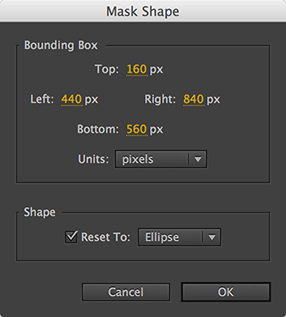 Mask Shape
Bounding Box
Top: 160 px
Left: 440 px Right: 840 px
Bottom: 560 px
Units: pixels
Shape
Reset To: Ellipse
Cancel OK